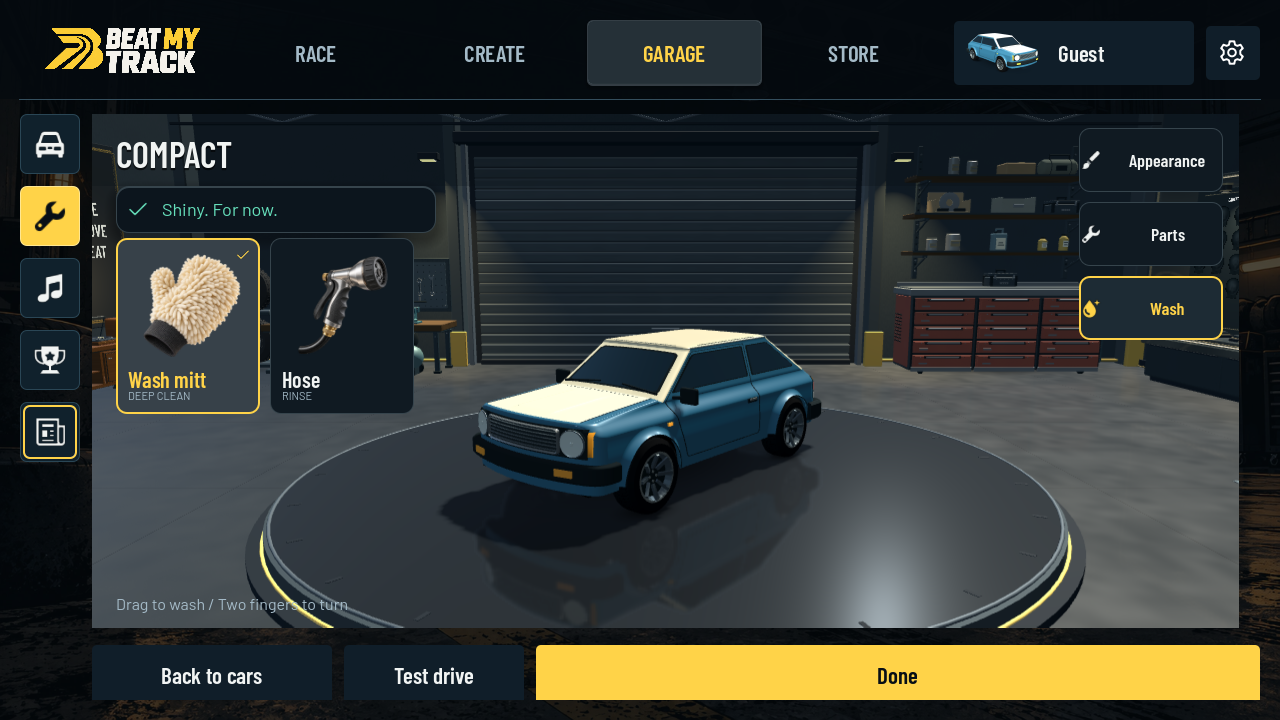 BEAT MY
TRACK
RACE
CREATE
GARAGE
STORE
Guest
COMPACT
Shiny. For now.
Wash mitt
DEEP CLEAN
Hose
RINSE
Appearance
Parts
Wash
Drag to wash / Two fingers to turn
Back to cars
Test drive
Done